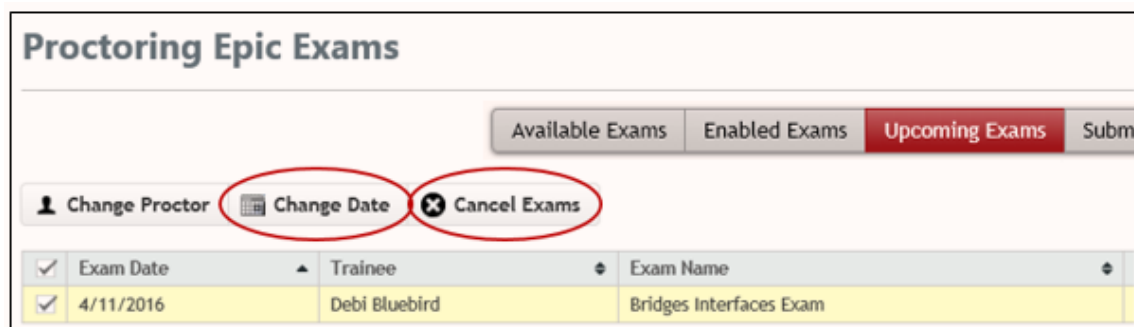 Proctoring Epic Exams
Available Exams Enabled Exams Upcoming Exams Subm
Change Proctor Change Date Cancel Exams
Exam Date Trainee Exam Name
4/11/2016 Debi Bluebird Bridges Interfaces Exam